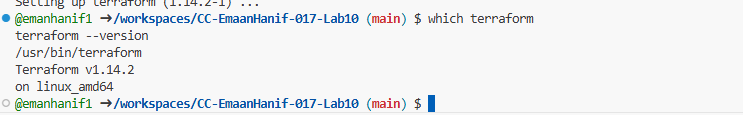 Setting up terraform (1.14.2-1) ...
@emanhanif1 ➜/workspaces/CC-EmaanHanif-017-Lab10 (main) $ which terraform
terraform --version
/usr/bin/terraform
Terraform v1.14.2
on linux_amd64
@emanhanif1 ➜/workspaces/CC-EmaanHanif-017-Lab10 (main) $